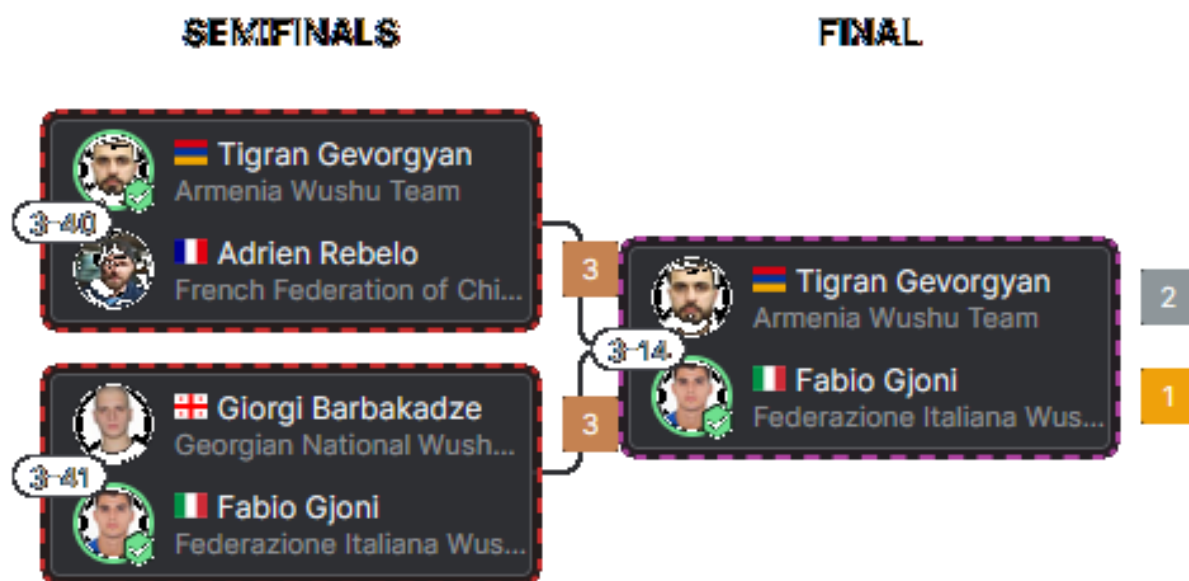 SEMIFINALS
FINAL
Tigran Gevorgyan
Armenia Wushu Team
3-40
Adrien Rebelo
French Federation of Chi...
3
Giorgi Barbakadze
Georgian National Wush...
3-41
Fabio Gjoni
Federazione Italiana Wus...
3
Tigran Gevorgyan
Armenia Wushu Team
2
3-14
Fabio Gjoni
Federazione Italiana Wus...
1